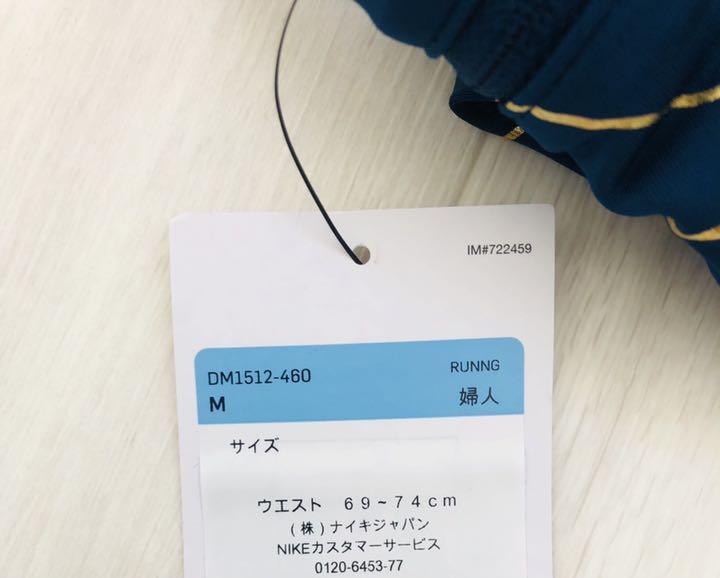 IM#722459
DM1512-460
RUNNG
M
婦人
サイズ
ウエスト 69~74cm
(株)ナイキジャパン
NIKEカスタマーサービス
0120-6453-77